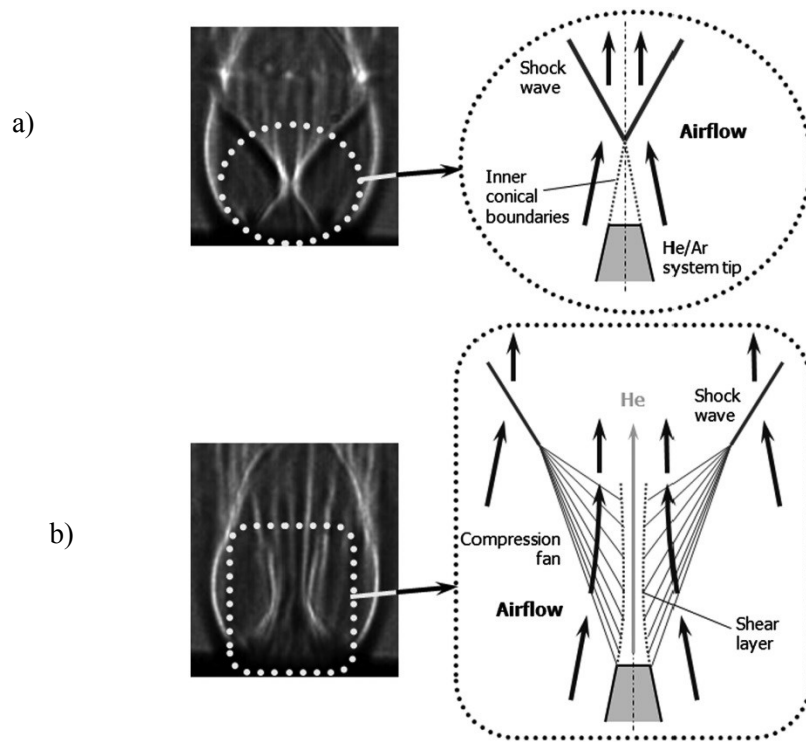 a)
Shock
wave
Airflow
Inner
conical
boundaries
He/Ar
system tip
b)
He
Shock
wave
Compression
fan
Airflow
Shear
layer